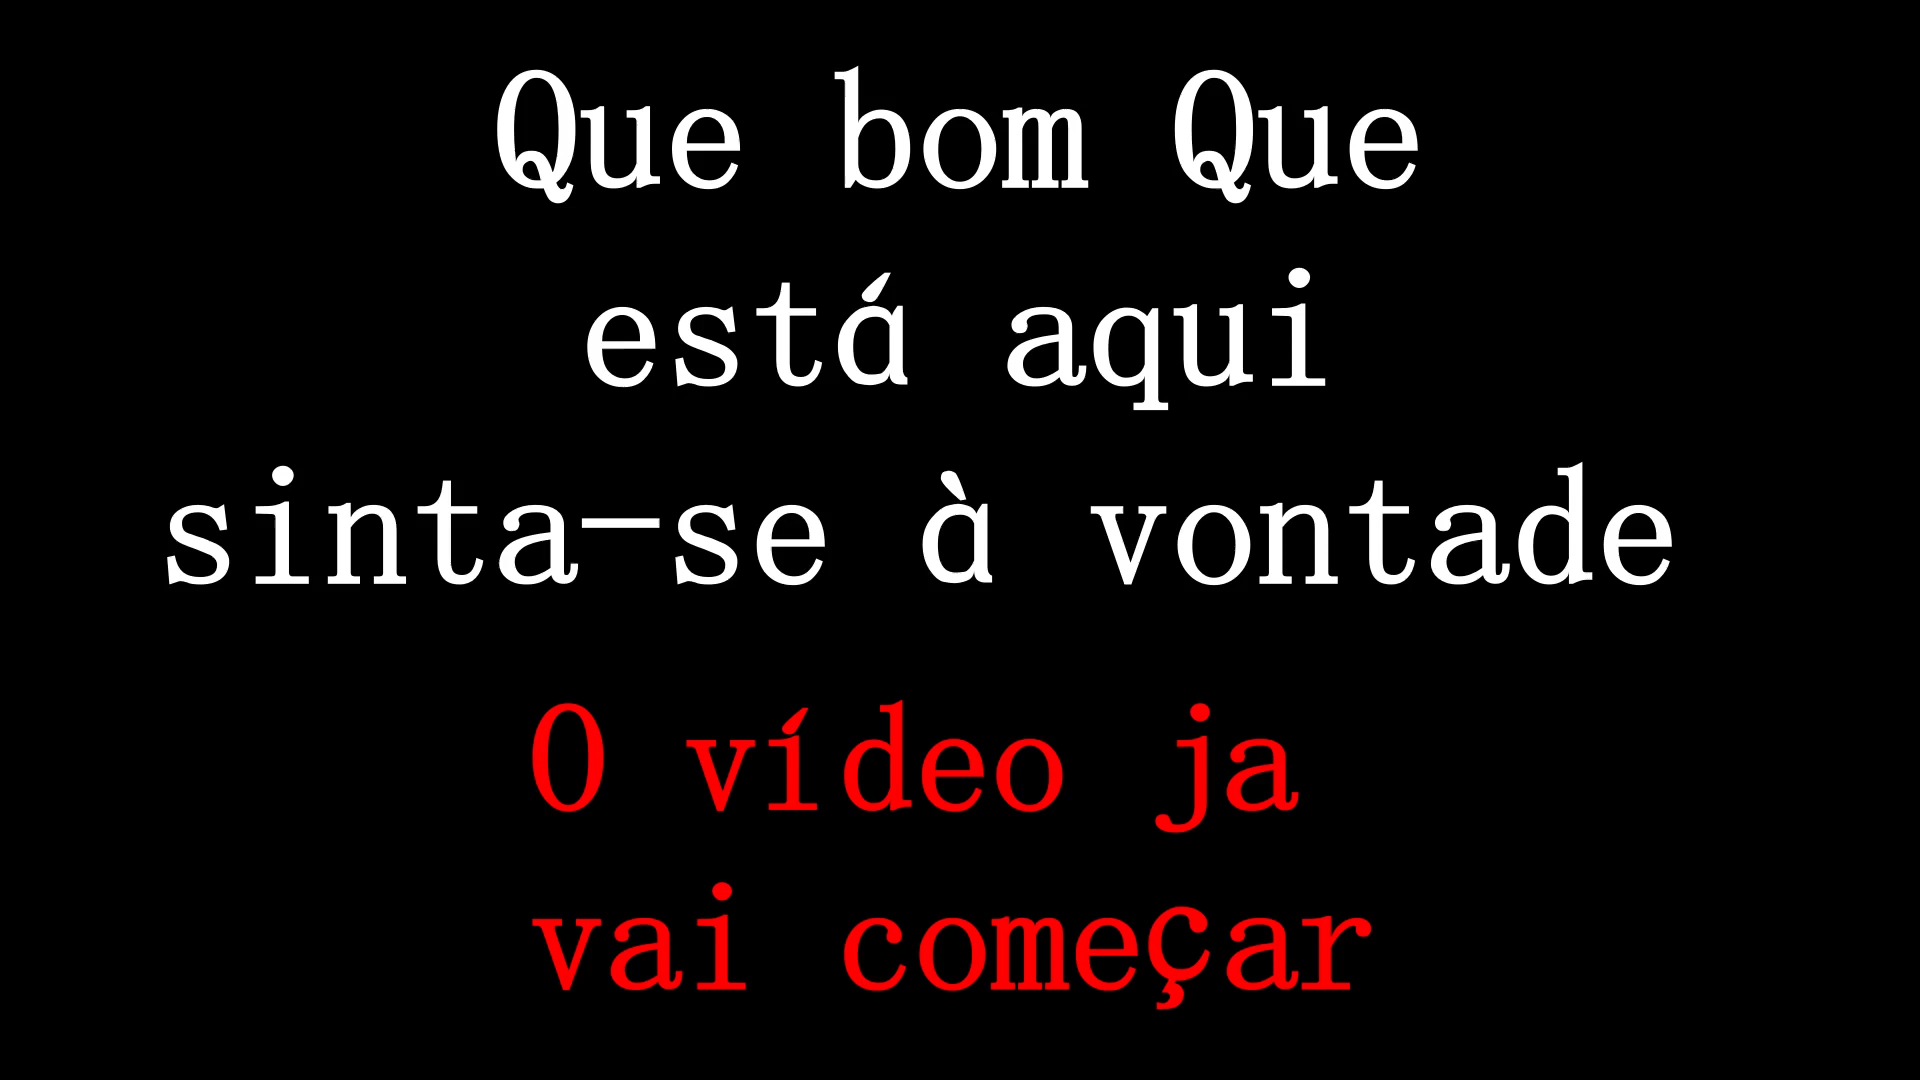 Que bom Que
está aqui
sinta-se à vontade
O vídeo ja
vai começar